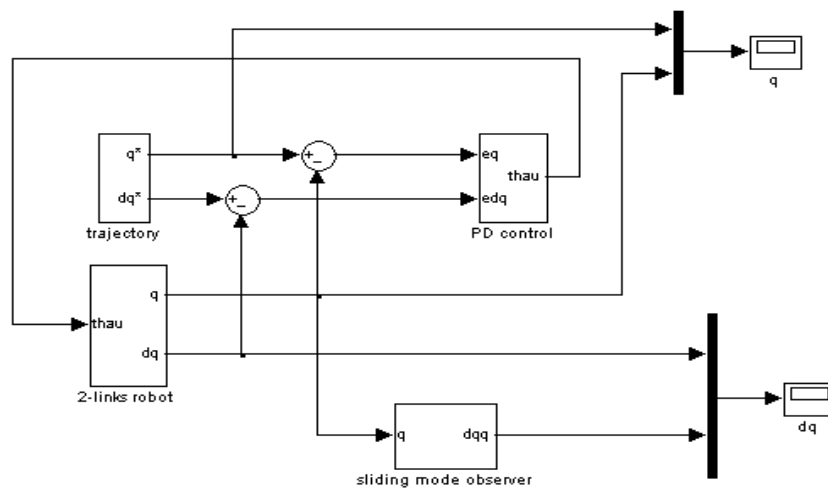 q
q*
dq*
trajectory
+
-
+
-
eq
edq
thau
PD control
thau
q
dq
2-links robot
q
dqq
sliding mode observer
dq